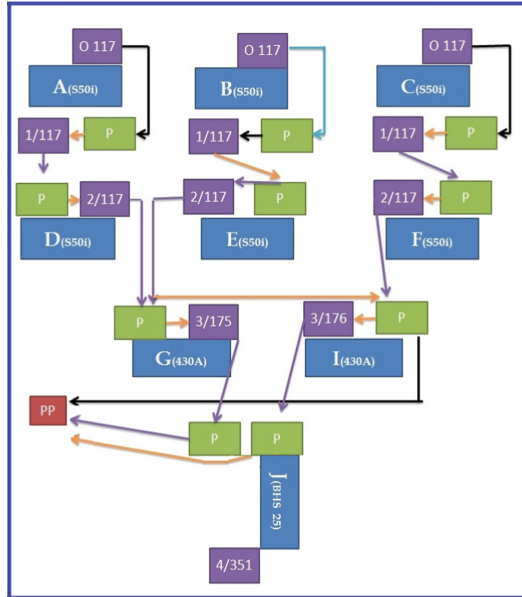 O 117 O 117 O 117
A(S50i) B(S50i) C(S50i)
1/117 P 1/117 P 1/117 P
P 2/117 2/117 P 2/117 P
D(S50i) E(S50i) F(S50i)
P 3/175 3/176 P
G(430A) I(430A)
PP
P P
J(BHS 25)
4/351